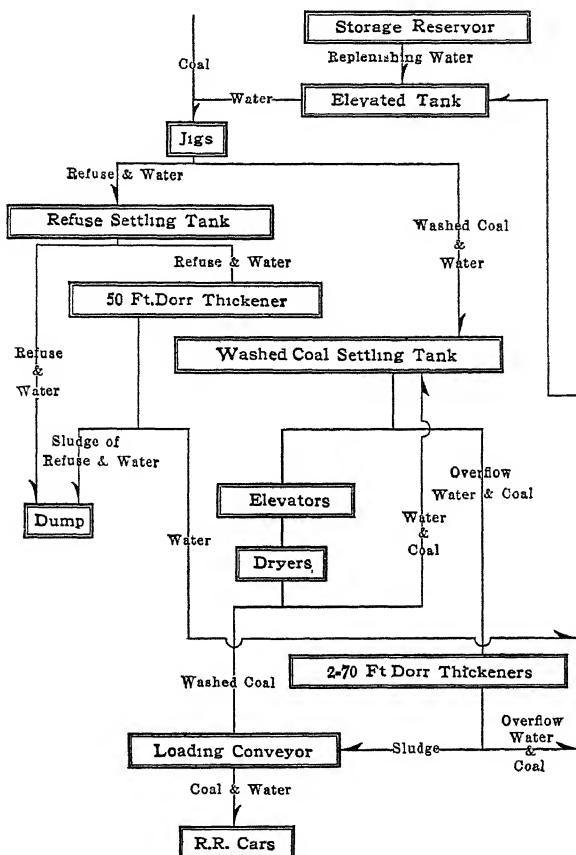 Storage Reservoir
Replenishing Water
Coal
Water
Elevated Tank
Jigs
Refuse & Water
Refuse Settling Tank
Washed Coal
&
Water
Refuse & Water
50 Ft. Dorr Thickener
Washed Coal Settling Tank
Refuse
&
Water
Sludge of
Refuse & Water
Overflow
Water & Coal
Elevators
Dump
Water
Water
&
Coal
Dryers
2-70 Ft Dorr Thickeners
Washed Coal
Overflow
Water
&
Coal
Loading Conveyor
Sludge
Coal & Water
R.R. Cars